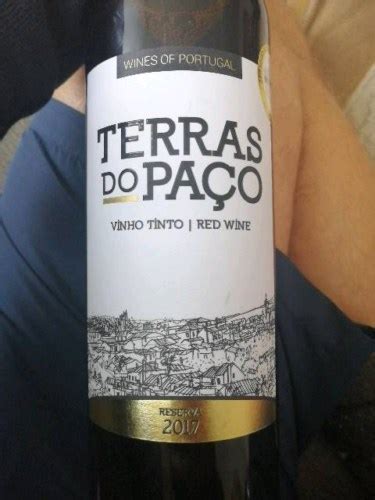 WINES OF PORTUGAL
TERRAS
DO PAÇO
VINHO TINTO | RED WINE
RESERVA
2017